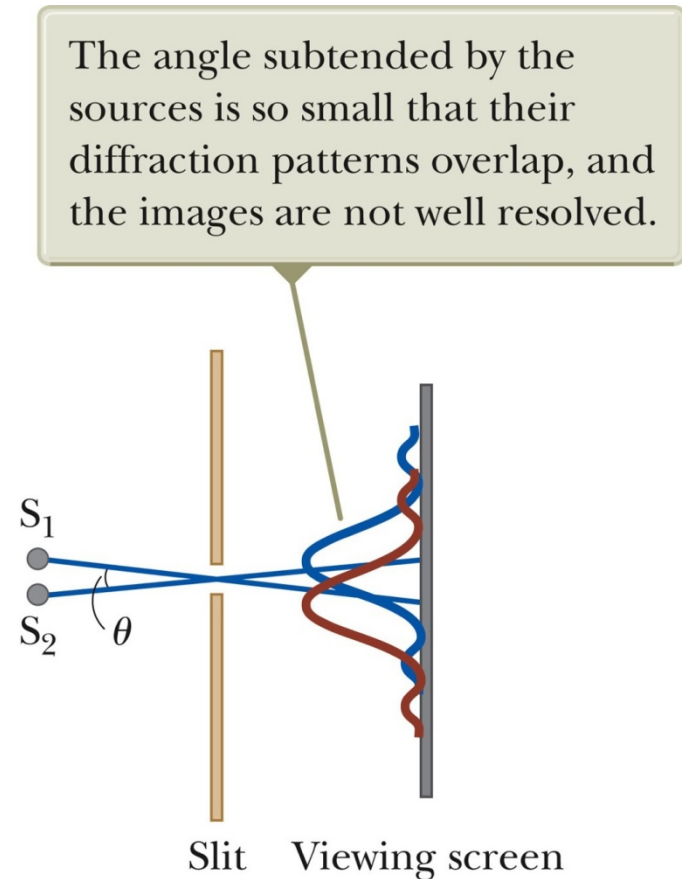 The angle subtended by the
sources is so small that their
diffraction patterns overlap, and
the images are not well resolved.
S₁
S₂
θ
Slit Viewing screen